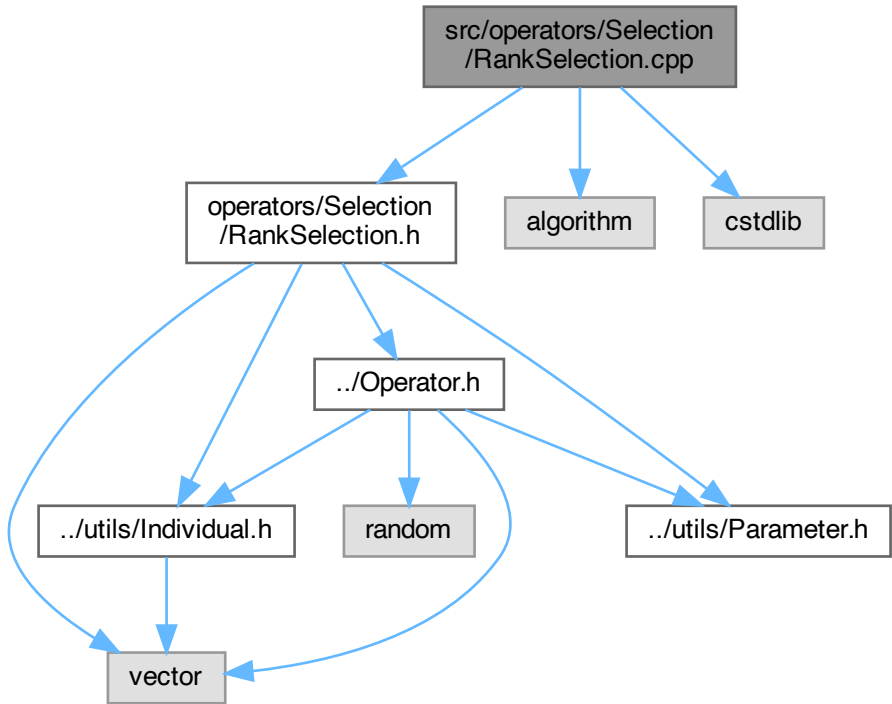 src/operators/Selection
/RankSelection.cpp
operators/Selection
/RankSelection.h
algorithm
cstdlib
../Operator.h
../utils/Individual.h
random
../utils/Parameter.h
vector